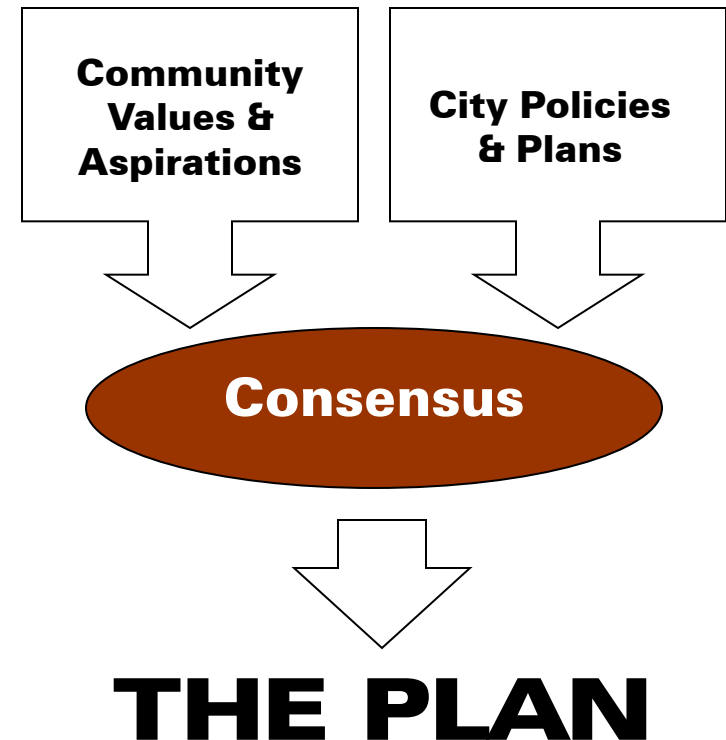 Community
Values &
Aspirations
City Policies
& Plans
Consensus
THE PLAN